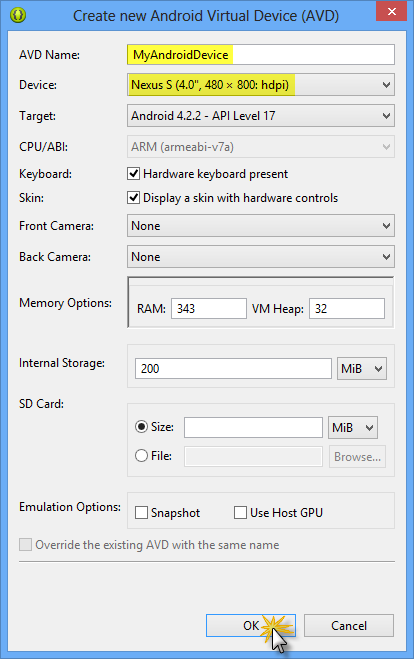 Create new Android Virtual Device (AVD)
AVD Name: MyAndroidDevice
Device: Nexus S (4.0", 480 × 800: hdpi)
Target: Android 4.2.2 - API Level 17
CPU/ABI: ARM (armeabi-v7a)
Keyboard: Hardware keyboard present
Skin: Display a skin with hardware controls
Front Camera: None
Back Camera: None
Memory Options: RAM: 343 VM Heap: 32
Internal Storage: 200 MiB
SD Card:
Size: MiB
File: Browse...
Emulation Options: Snapshot Use Host GPU
Override the existing AVD with the same name
OK Cancel